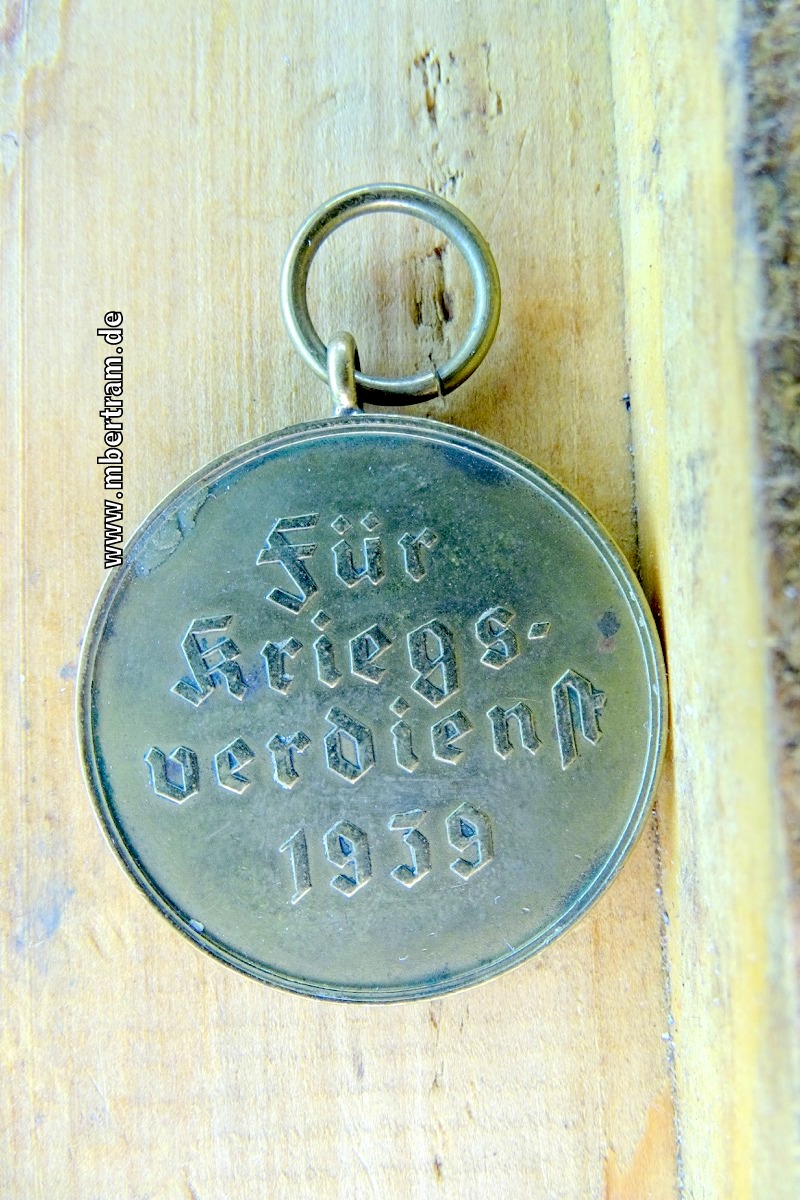 Für
Kriegs-
verdienst
1939
www.mbertram.de